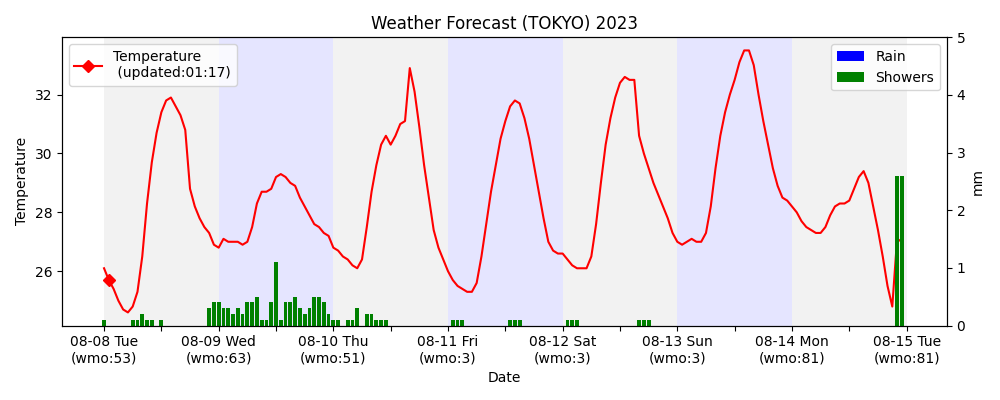 Weather Forecast (TOKYO) 2023
Temperature
(updated:01:17)
Rain
Showers
Temperature
32
30
28
26
5
4
3
2
1
0
mm
08-08 Tue
(wmo:53)
08-09 Wed
(wmo:63)
08-10 Thu
(wmo:51)
08-11 Fri
(wmo:3)
08-12 Sat
(wmo:3)
08-13 Sun
(wmo:3)
08-14 Mon
(wmo:81)
08-15 Tue
(wmo:81)
Date